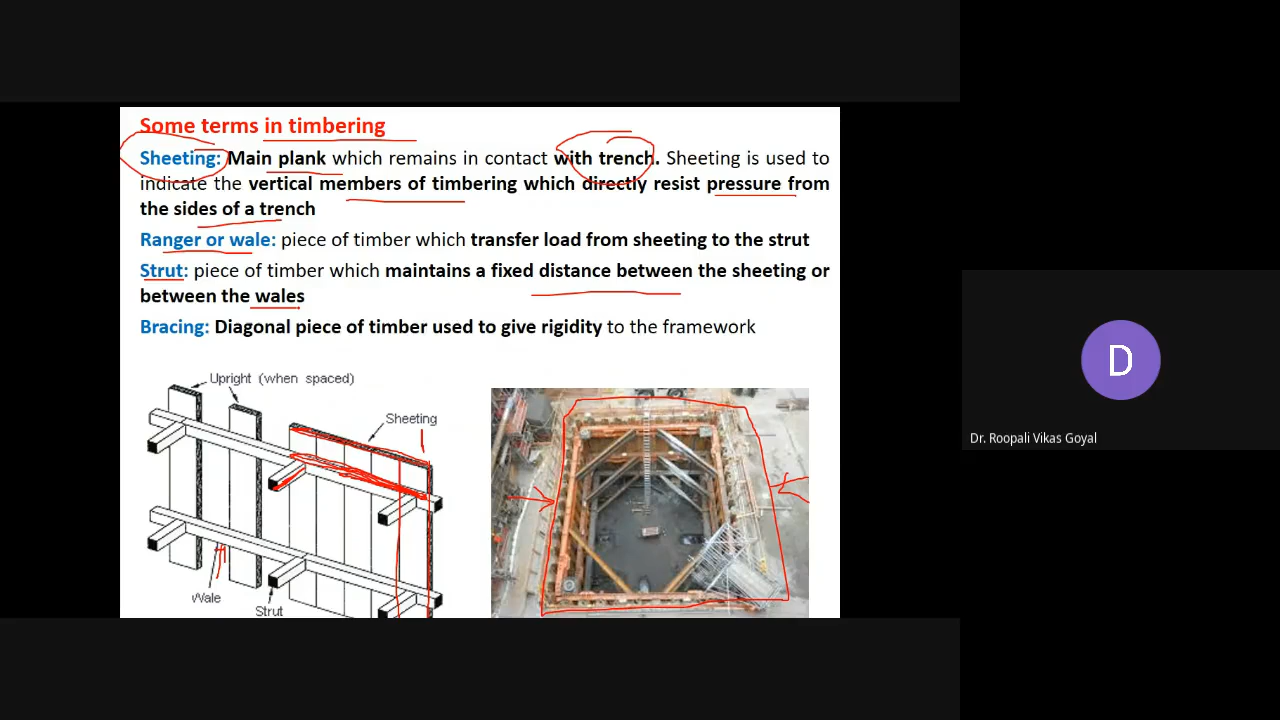 Some terms in timbering
Sheeting: Main plank which remains in contact with trench. Sheeting is used to
indicate the vertical members of timbering which directly resist pressure from
the sides of a trench
Ranger or wale: piece of timber which transfer load from sheeting to the strut
Strut: piece of timber which maintains a fixed distance between the sheeting or
between the wales
Bracing: Diagonal piece of timber used to give rigidity to the framework
Upright (when spaced)
Sheeting
Wale
Strut
D
Dr. Roopali Vikas Goyal